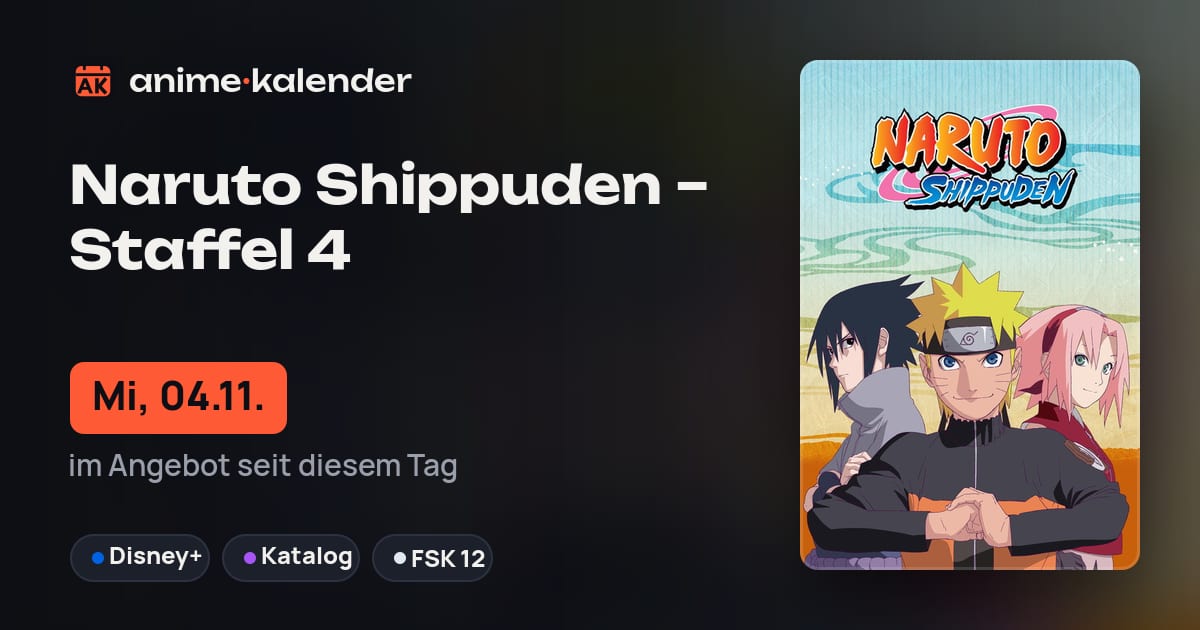 AK
anime·kalender
Naruto Shippuden –
Staffel 4
Mi, 04.11.
im Angebot seit diesem Tag
Disney+
Katalog
FSK 12
NARUTO
SHIPPUDEN